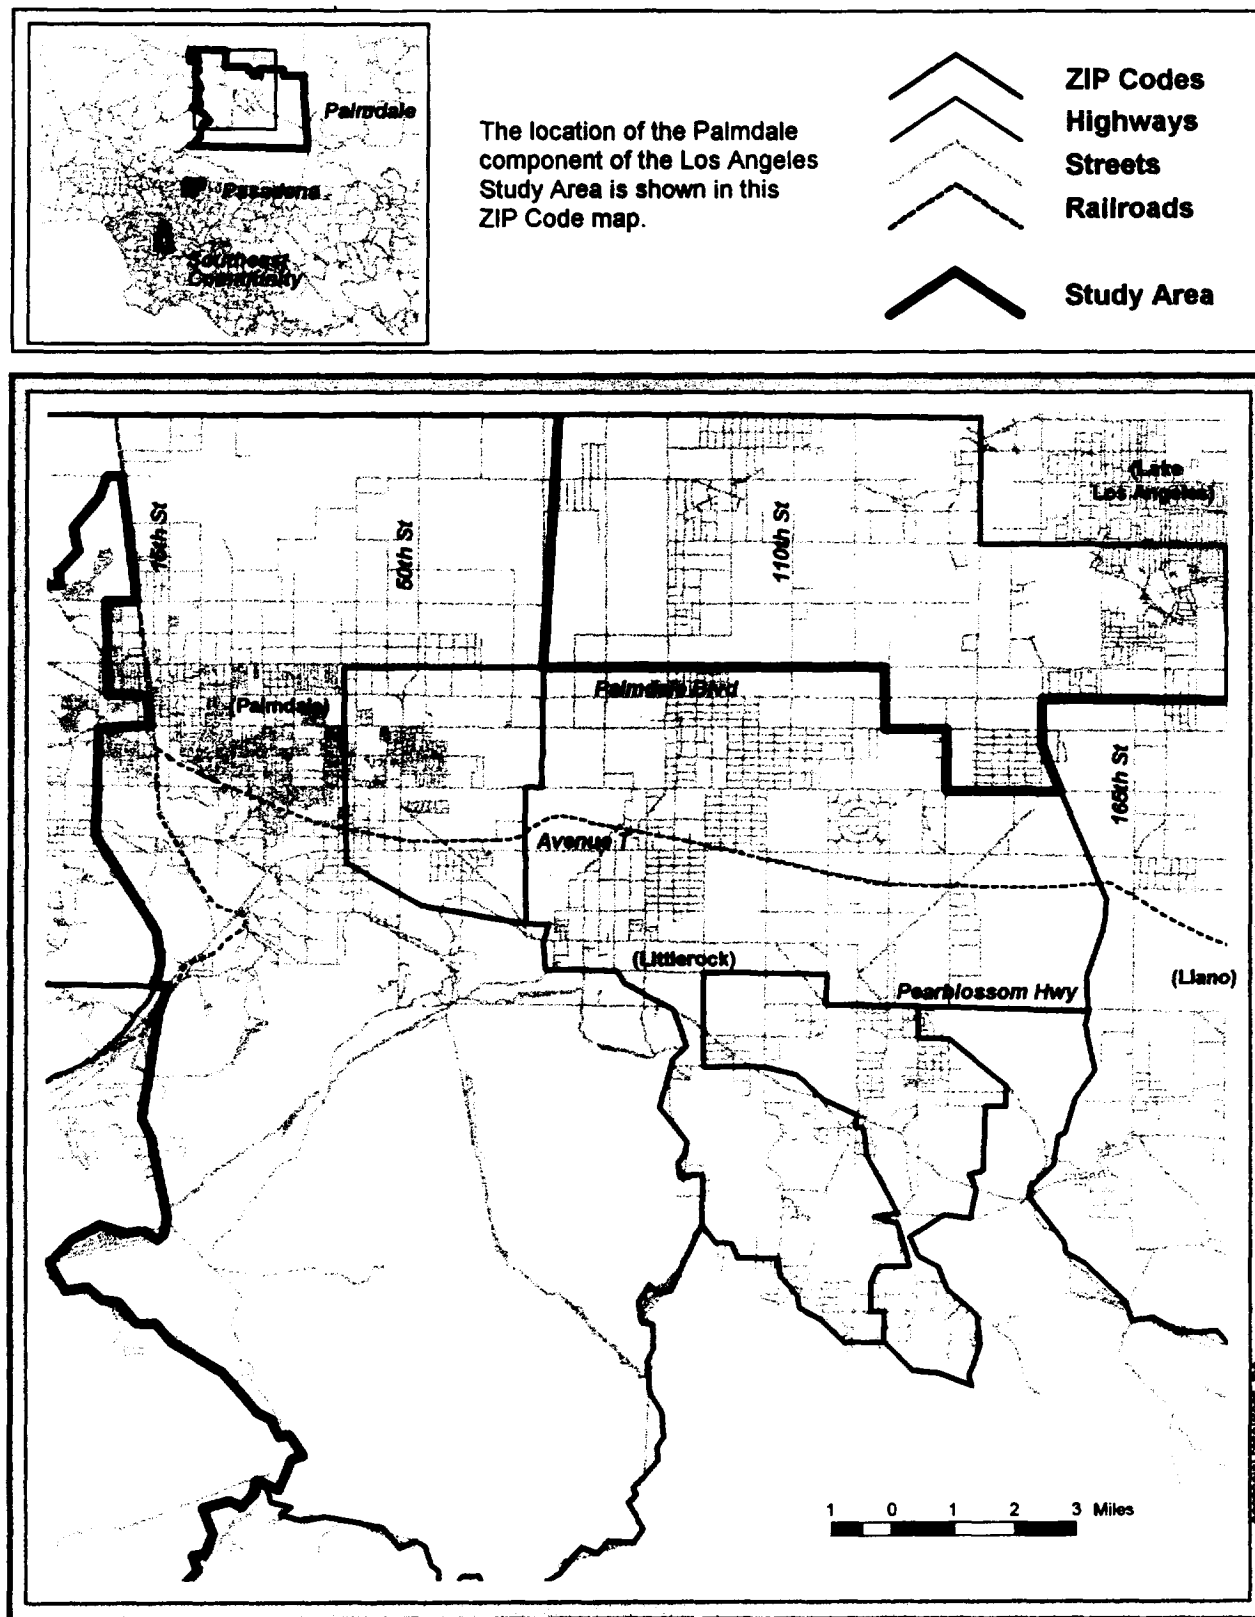 Palmdale
Pasadena
Southeast
Community
The location of the Palmdale
component of the Los Angeles
Study Area is shown in this
ZIP Code map.
ZIP Codes
Highways
Streets
Railroads
Study Area
(Lake
Los Angeles)
15th St
50th St
110th St
Palmdale Blvd
(Palmdale)
165th St
Avenue T
(Littlerock)
(Llano)
Pearblossom Hwy
1 0 1 2 3 Miles